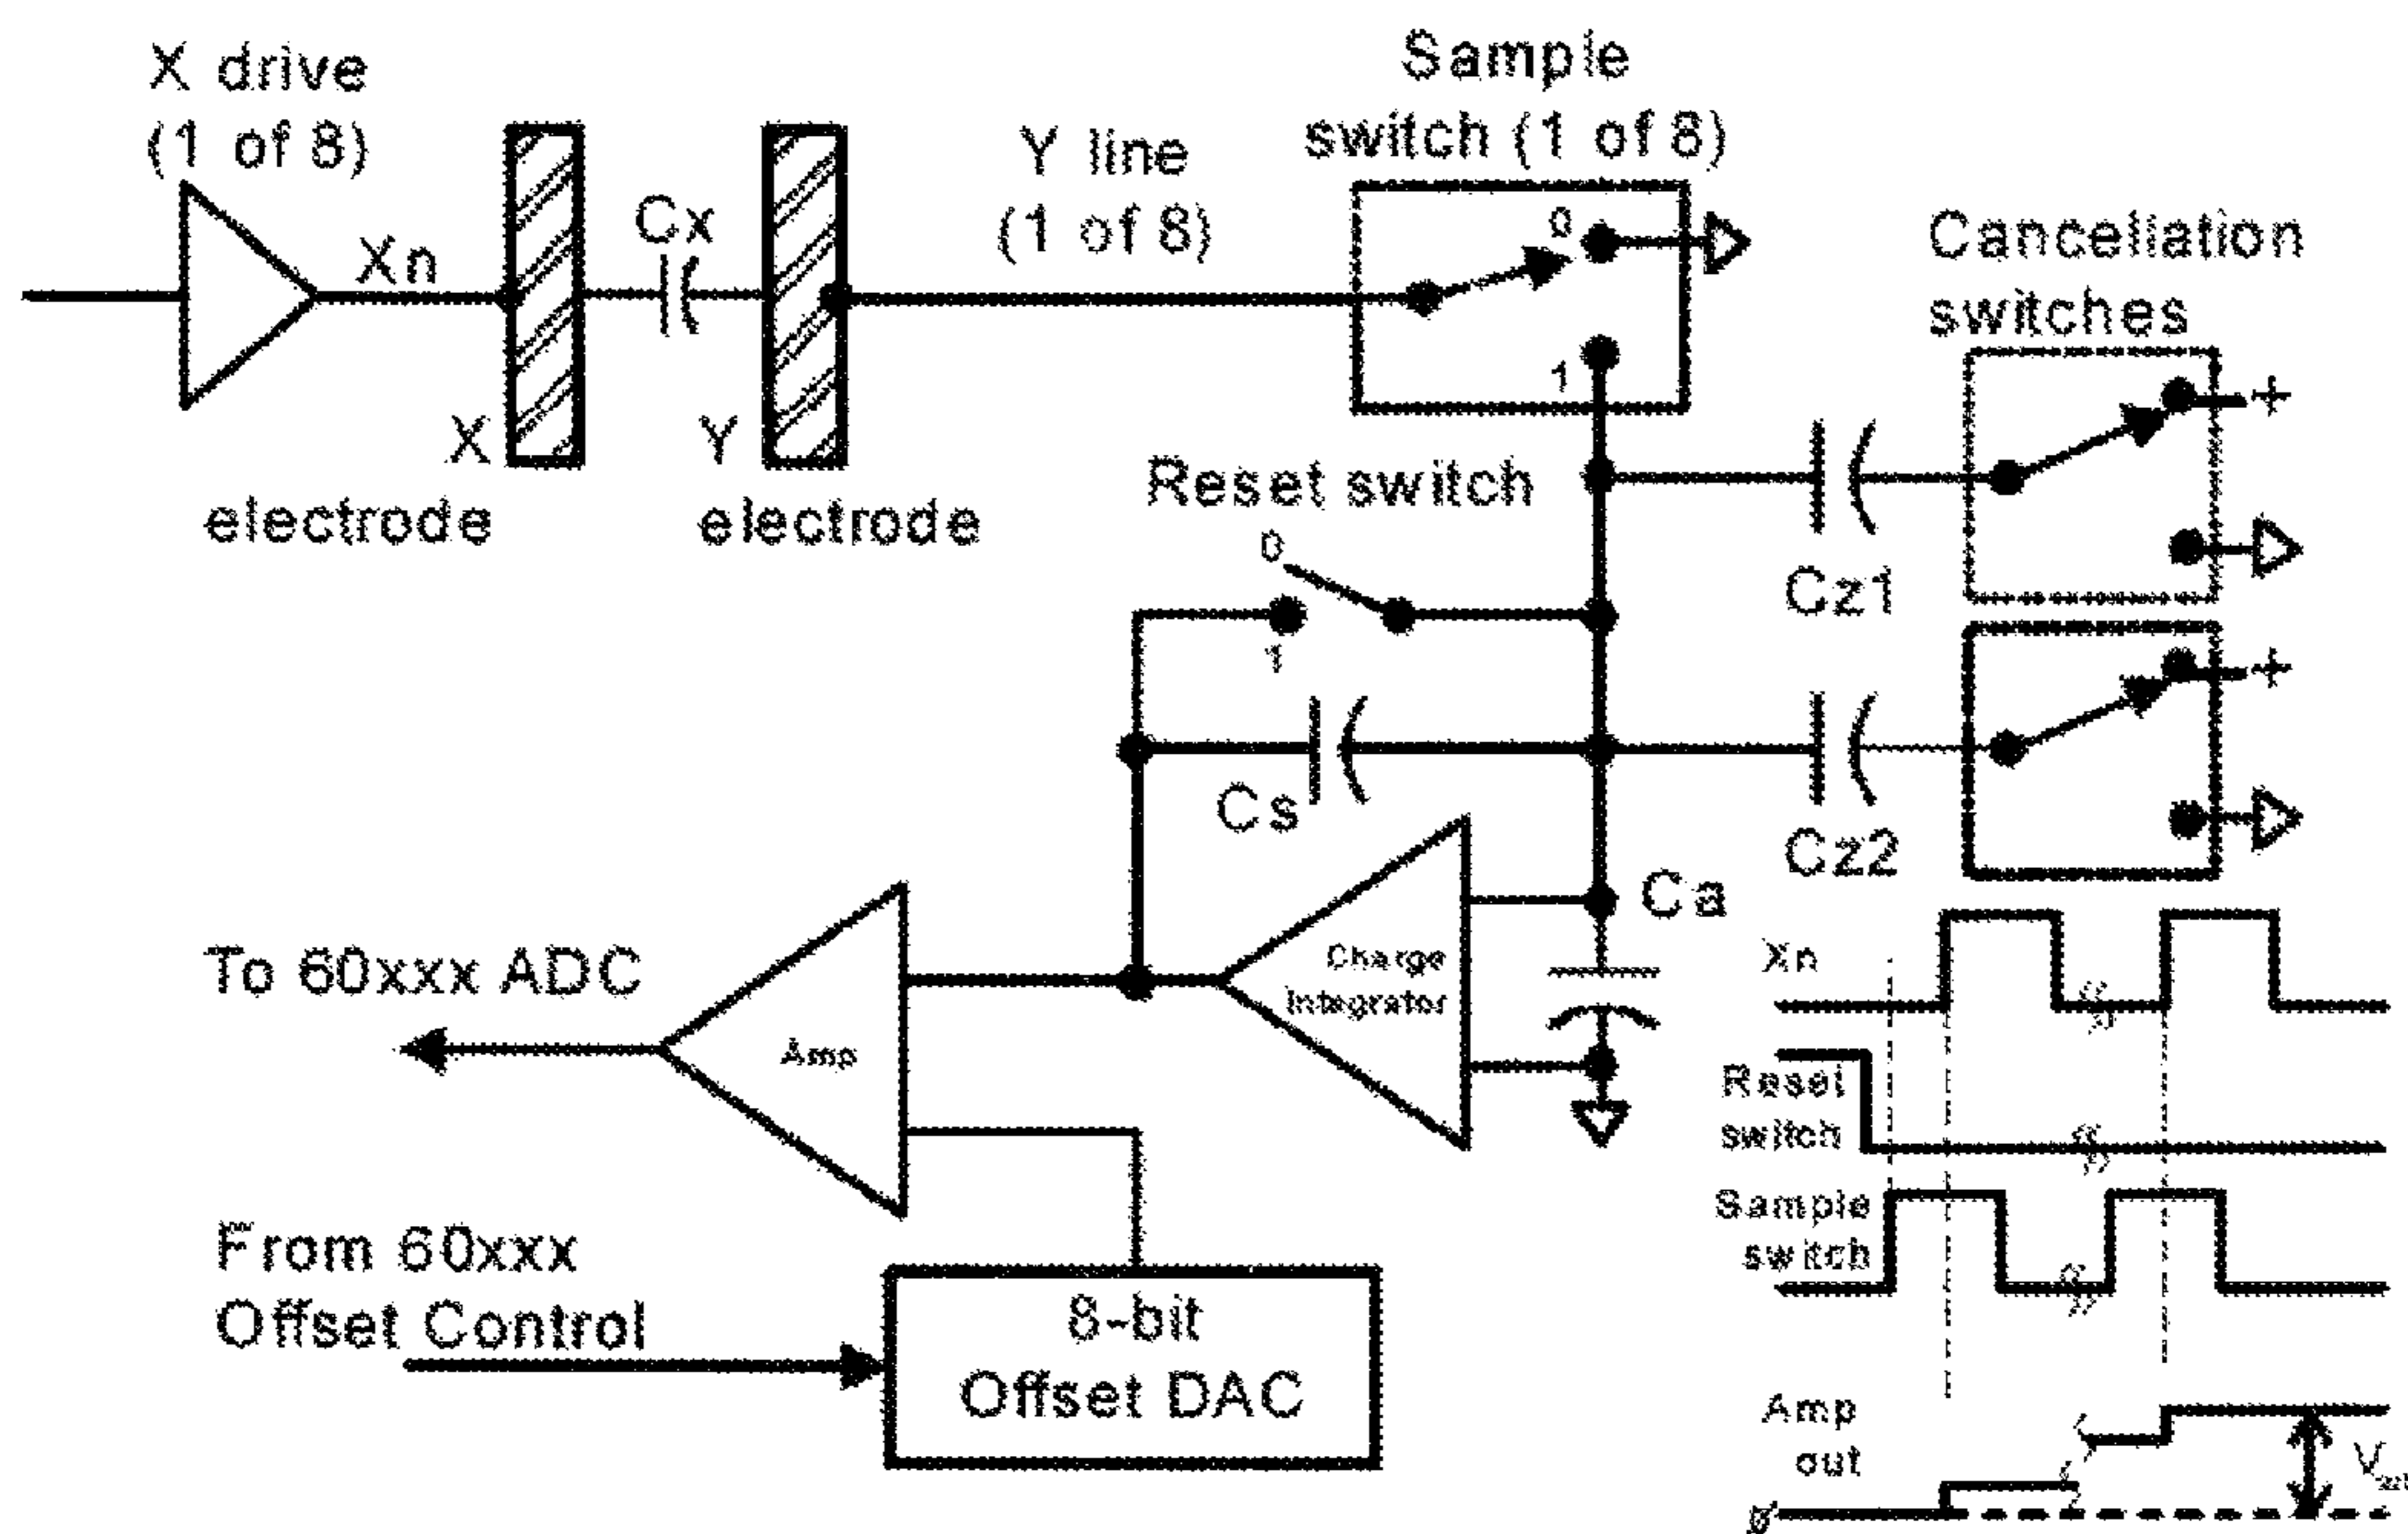 X drive
(1 of 8)
Xn
Cx
X
electrode
Y
electrode
Y line
(1 of 8)
Sample
switch (1 of 8)
0
1
Cancellation
switches
+
Cz1
+
Cz2
Reset switch
0
1
Cs
Ca
Charge
Integrator
Amp
To 60xxx ADC
From 60xxx
Offset Control
8-bit
Offset DAC
Xn
Reset
switch
Sample
switch
Amp
out